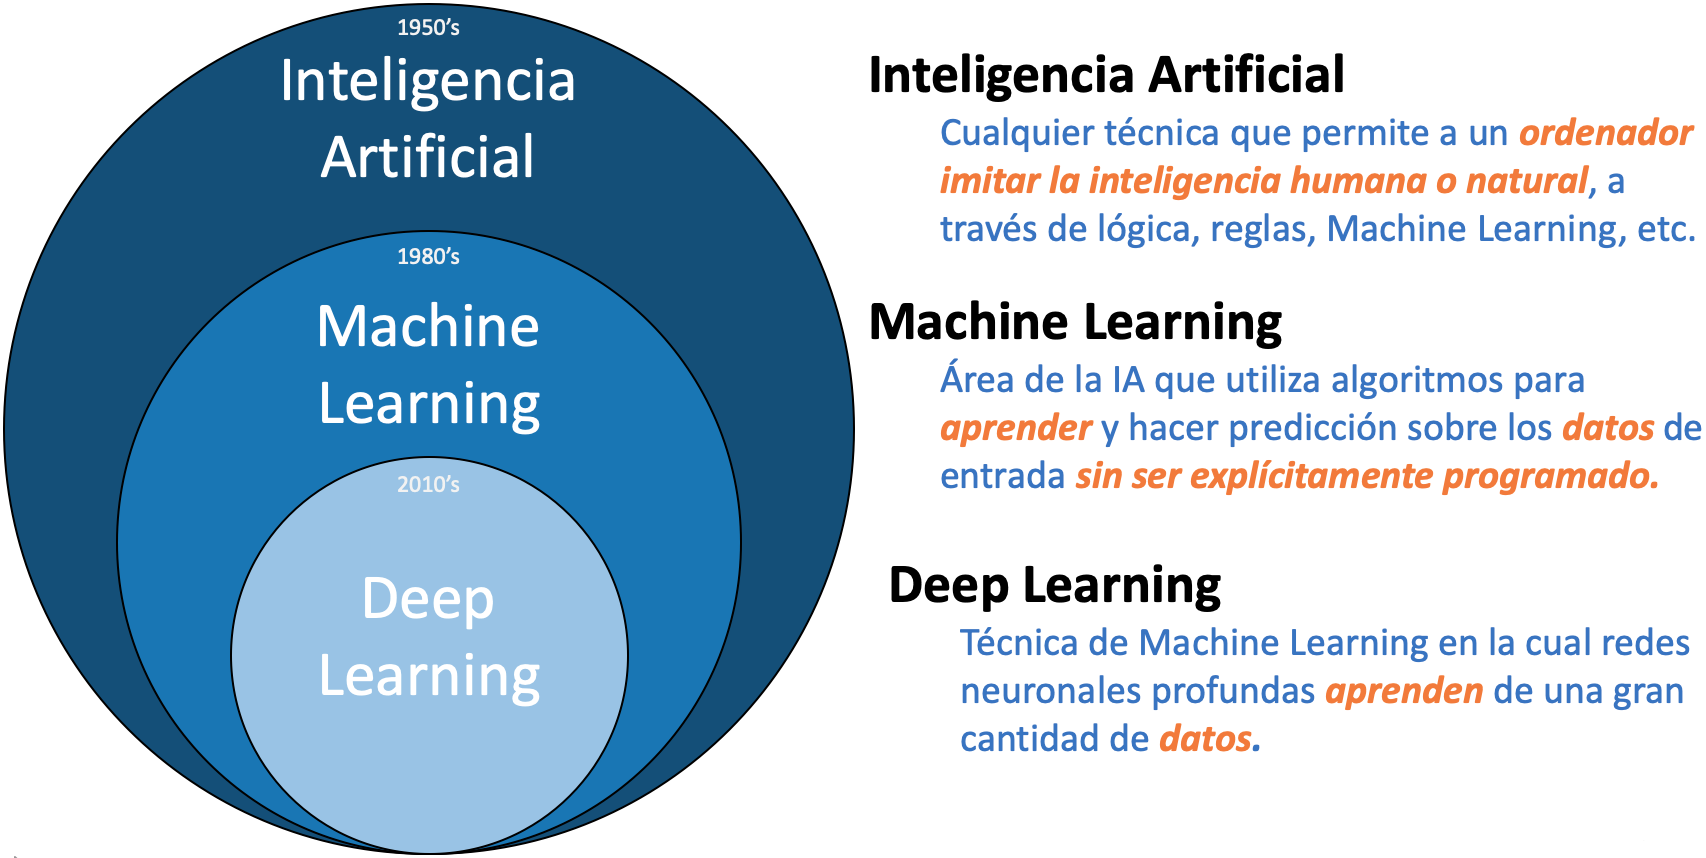 1950’s
Inteligencia
Artificial
1980’s
Machine
Learning
2010’s
Deep
Learning
Inteligencia Artificial
Cualquier técnica que permite a un ordenador
imitar la inteligencia humana o natural, a
través de lógica, reglas, Machine Learning, etc.
Machine Learning
Área de la IA que utiliza algoritmos para
aprender y hacer predicción sobre los datos de
entrada sin ser explícitamente programado.
Deep Learning
Técnica de Machine Learning en la cual redes
neuronales profundas aprenden de una gran
cantidad de datos.